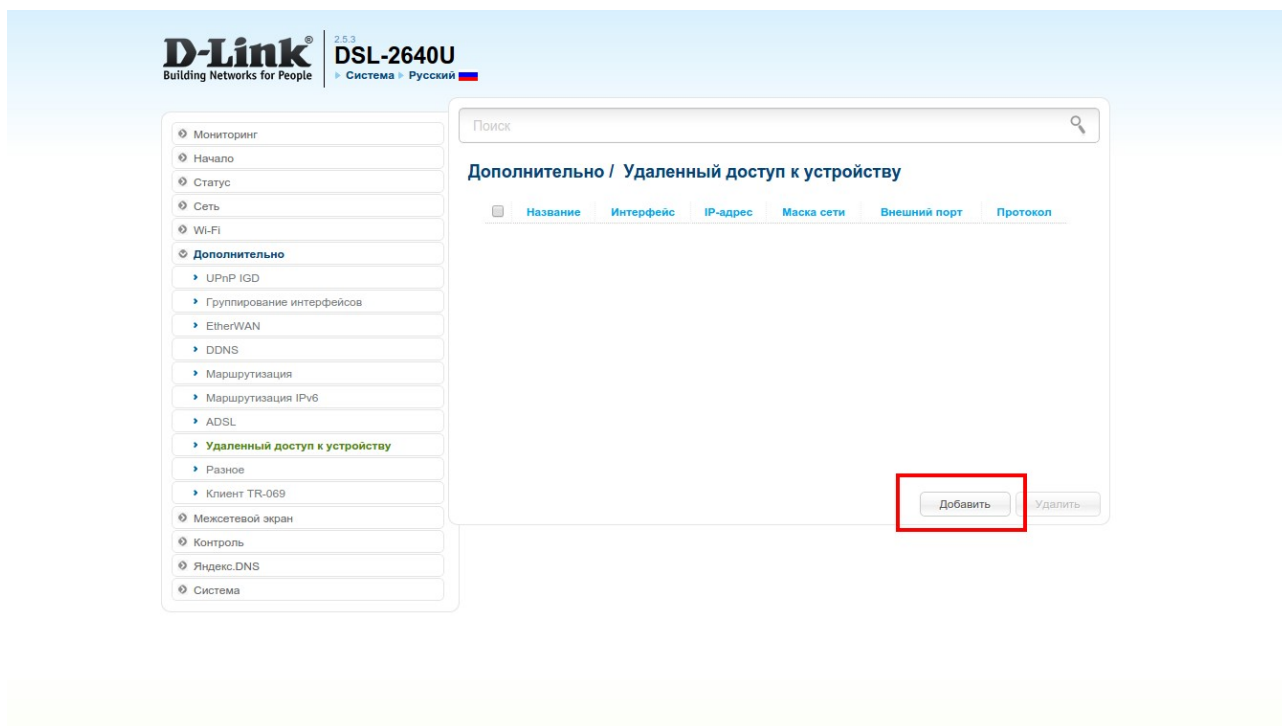 D-Link®
Building Networks for People
2.5.3
DSL-2640U
Система Русский
Мониторинг
Начало
Статус
Сеть
Wi-Fi
Дополнительно
UPnP IGD
Группирование интерфейсов
EtherWAN
DDNS
Маршрутизация
Маршрутизация IPv6
ADSL
Удаленный доступ к устройству
Разное
Клиент TR-069
Межсетевой экран
Контроль
Яндекс.DNS
Система
Поиск
Дополнительно / Удаленный доступ к устройству
Название Интерфейс IP-адрес Маска сети Внешний порт Протокол
Добавить Удалить